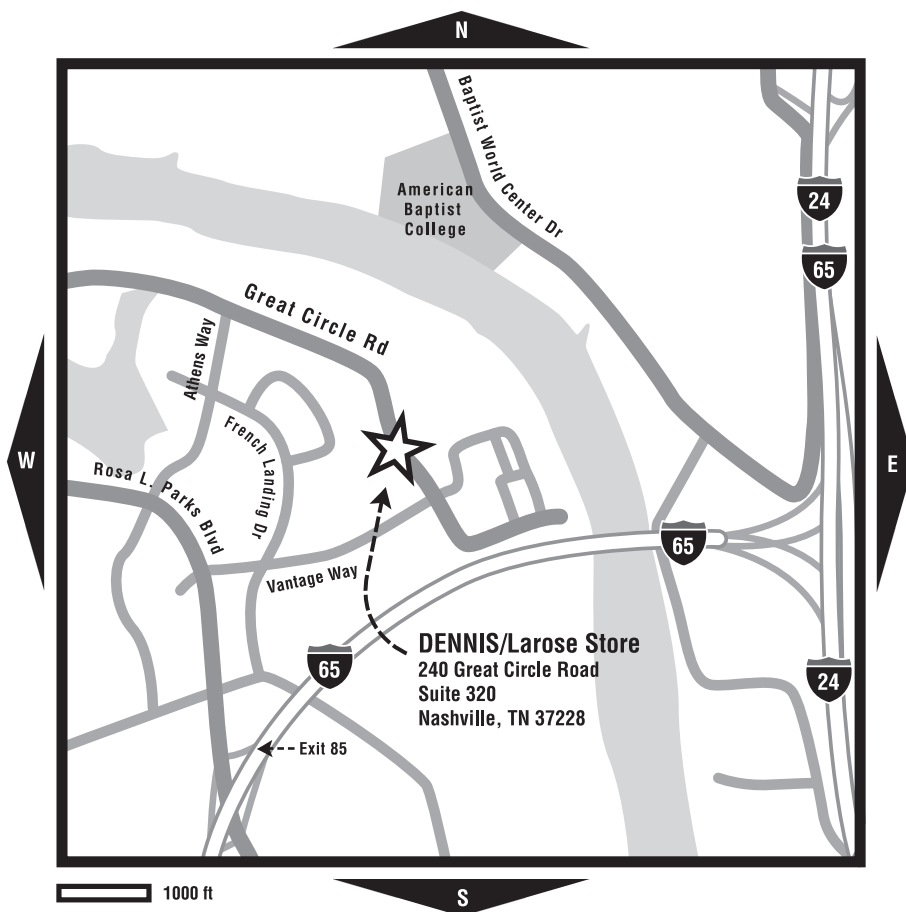 N
Baptist World Center Dr
American
Baptist
College
24
65
Great Circle Rd
Athens Way
French Landing Dr
W
E
Rosa L. Parks Blvd
65
Vantage Way
DENNIS/Larose Store
240 Great Circle Road
Suite 320
Nashville, TN 37228
65
24
Exit 85
1000 ft
S